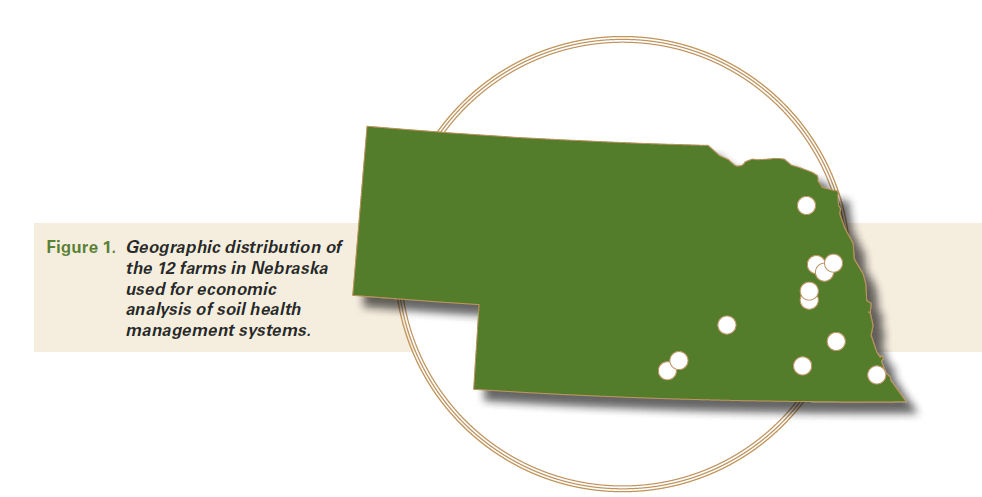 Figure 1. Geographic distribution of
the 12 farms in Nebraska
used for economic
analysis of soil health
management systems.